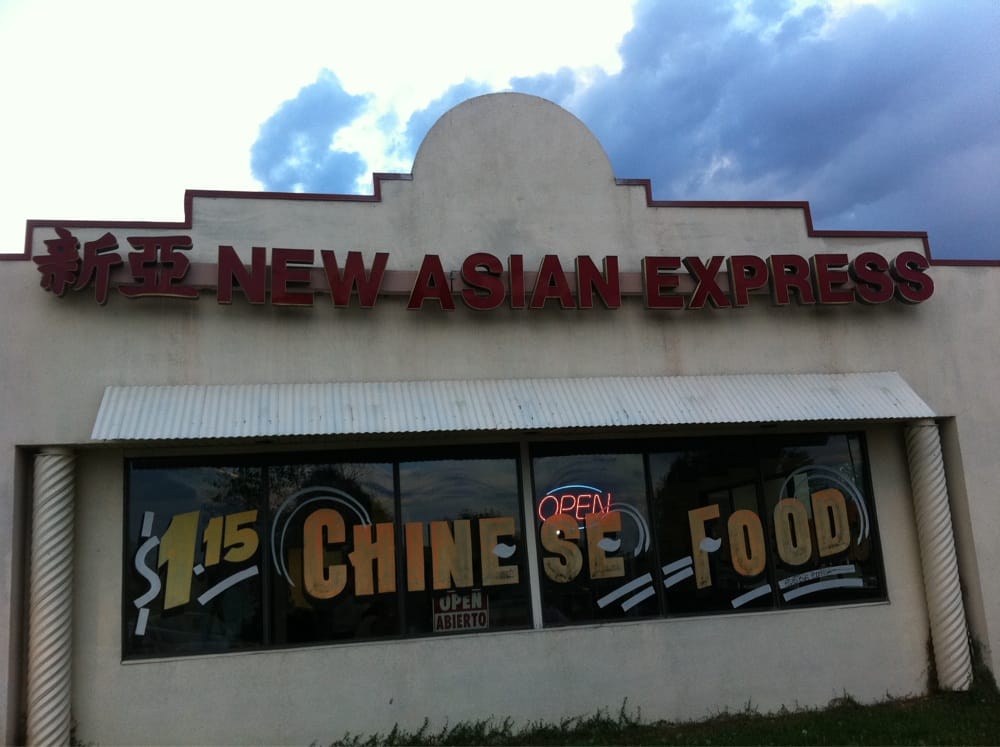 新亞 NEW ASIAN EXPRESS
OPEN
$1.15 CHINESE FOOD
OPEN
ABIERTO